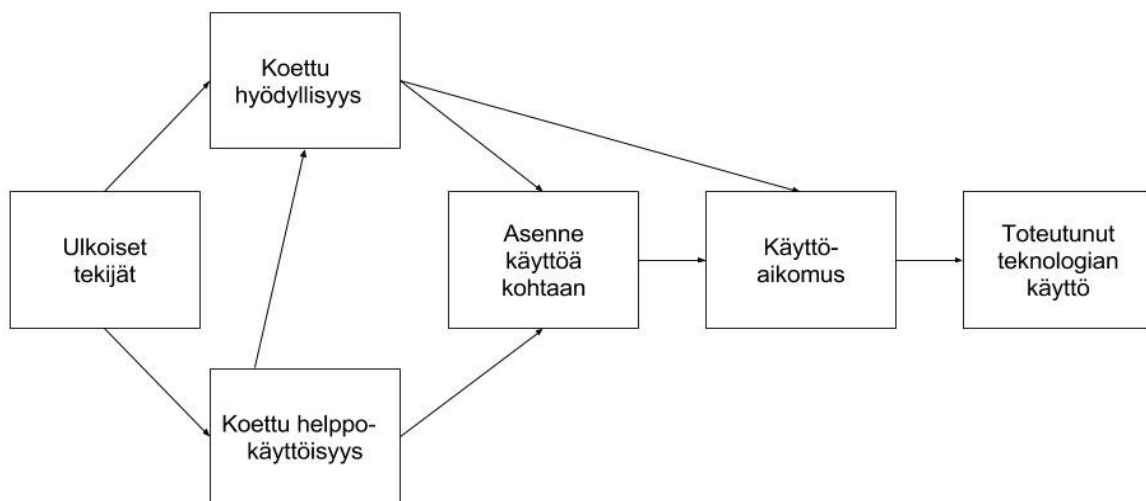 Koettu
hyödyllisyys
Ulkoiset
tekijät
Asenne
käyttöä
kohtaan
Käyttö-
aikomus
Toteutunut
teknologian
käyttö
Koettu helppo-
käyttöisyys